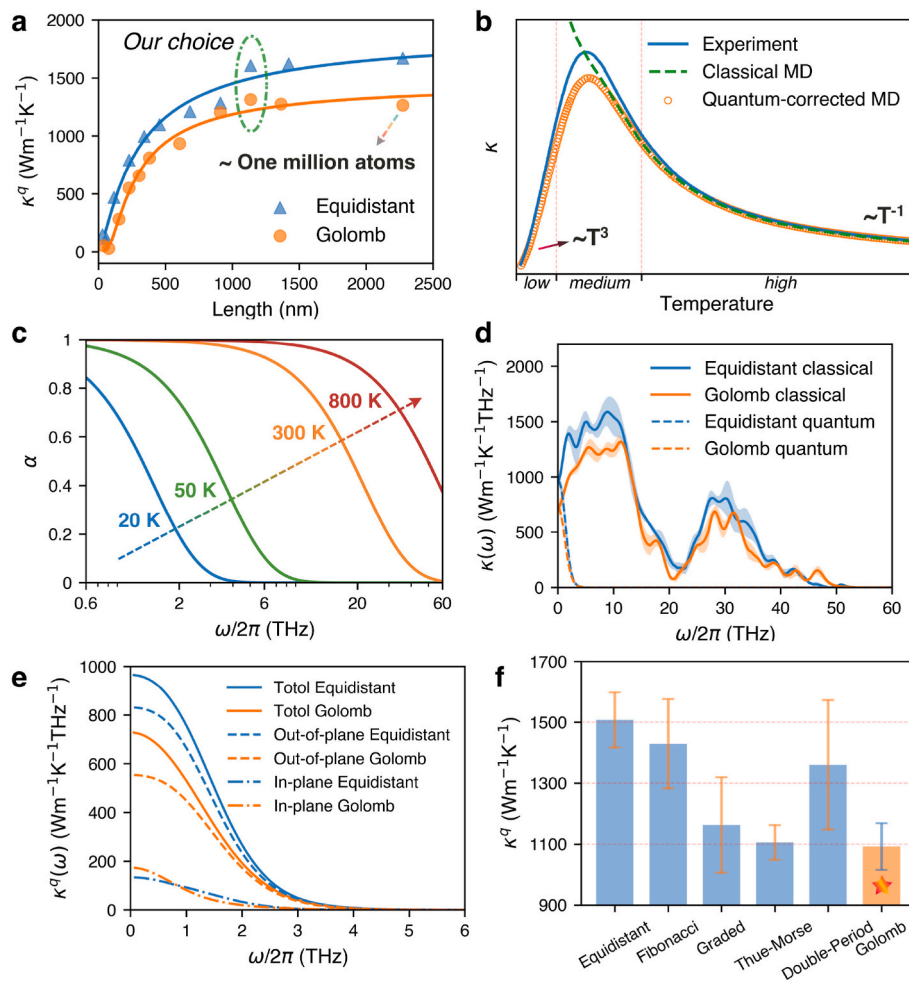 a
2000
1500
1000
500
0
κ^q (Wm⁻¹K⁻¹)
Our choice
~ One million atoms
Equidistant
Golomb
0 500 1000 1500 2000 2500
Length (nm)
b
Experiment
Classical MD
Quantum-corrected MD
κ
~T³
~T⁻¹
low medium high
Temperature
c
1
0.8
0.6
0.4
0.2
0
α
800 K
300 K
50 K
20 K
0.6 2 6 20 60
ω/2π (THz)
d
2000
1500
1000
500
0
κ(ω) (Wm⁻¹K⁻¹THz⁻¹)
Equidistant classical
Golomb classical
Equidistant quantum
Golomb quantum
0 10 20 30 40 50 60
ω/2π (THz)
e
1000
800
600
400
200
0
κ^q(ω) (Wm⁻¹K⁻¹THz⁻¹)
Totol Equidistant
Totol Golomb
Out-of-plane Equidistant
Out-of-plane Golomb
In-plane Equidistant
In-plane Golomb
0 1 2 3 4 5 6
ω/2π (THz)
f
1700
1500
1300
1100
900
κ^q (Wm⁻¹K⁻¹)
Equidistant
Fibonacci
Graded
Thue-Morse
Double-Period
Golomb